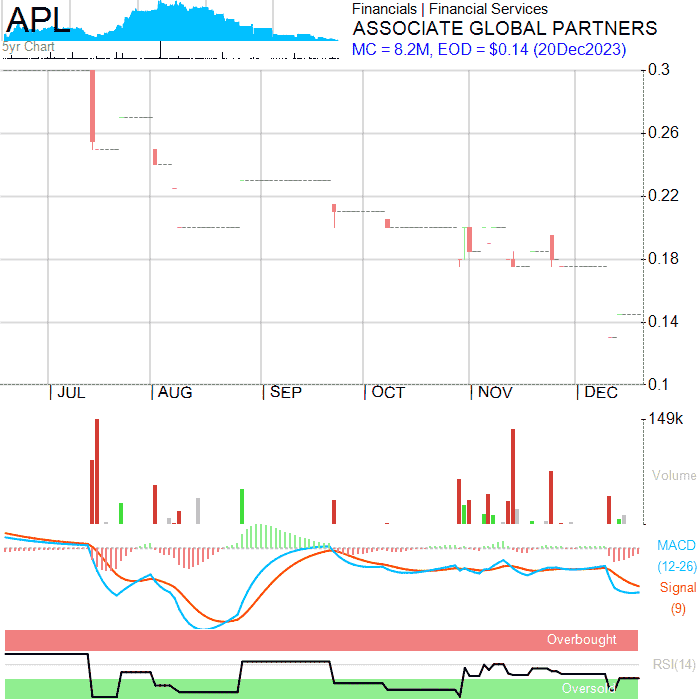 APL
5yr Chart
Financials | Financial Services
ASSOCIATE GLOBAL PARTNERS
MC = 8.2M, EOD = $0.14 (20Dec2023)
0.3
0.26
0.22
0.18
0.14
0.1
JUL AUG SEP OCT NOV DEC
149k
Volume
MACD
(12-26)
Signal
(9)
Overbought
RSI(14)
Oversold